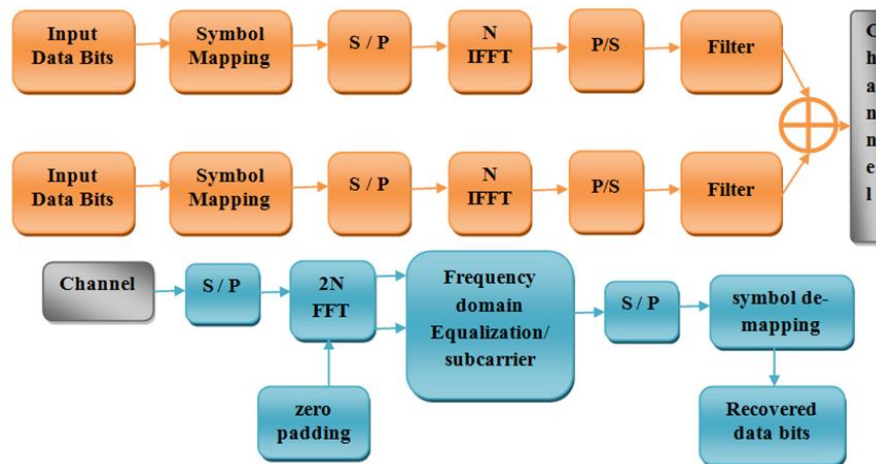 Input
Data Bits
Symbol
Mapping
S / P
N
IFFT
P/S
Filter
C
h
a
n
n
e
l
Input
Data Bits
Symbol
Mapping
S / P
N
IFFT
P/S
Filter
Channel
S / P
2N
FFT
Frequency
domain
Equalization/
subcarrier
S / P
symbol de-
mapping
zero
padding
Recovered
data bits